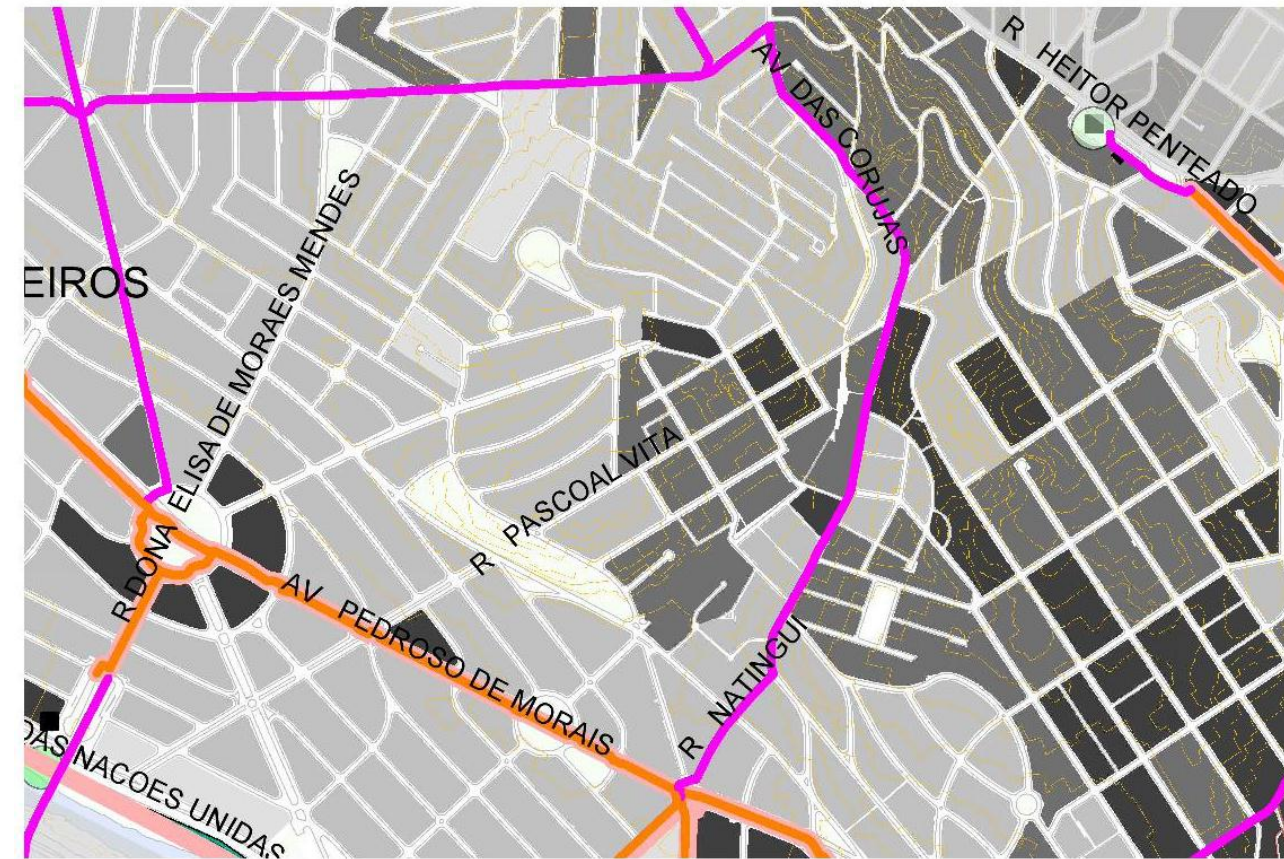 R HEITOR PENTEADO
AV DAS CORUJAS
EIROS
R DONA ELISA DE MORAES MENDES
R PASCOAL VITA
AV PEDROSO DE MORAIS
R NATINGUI
DAS NACOES UNIDAS